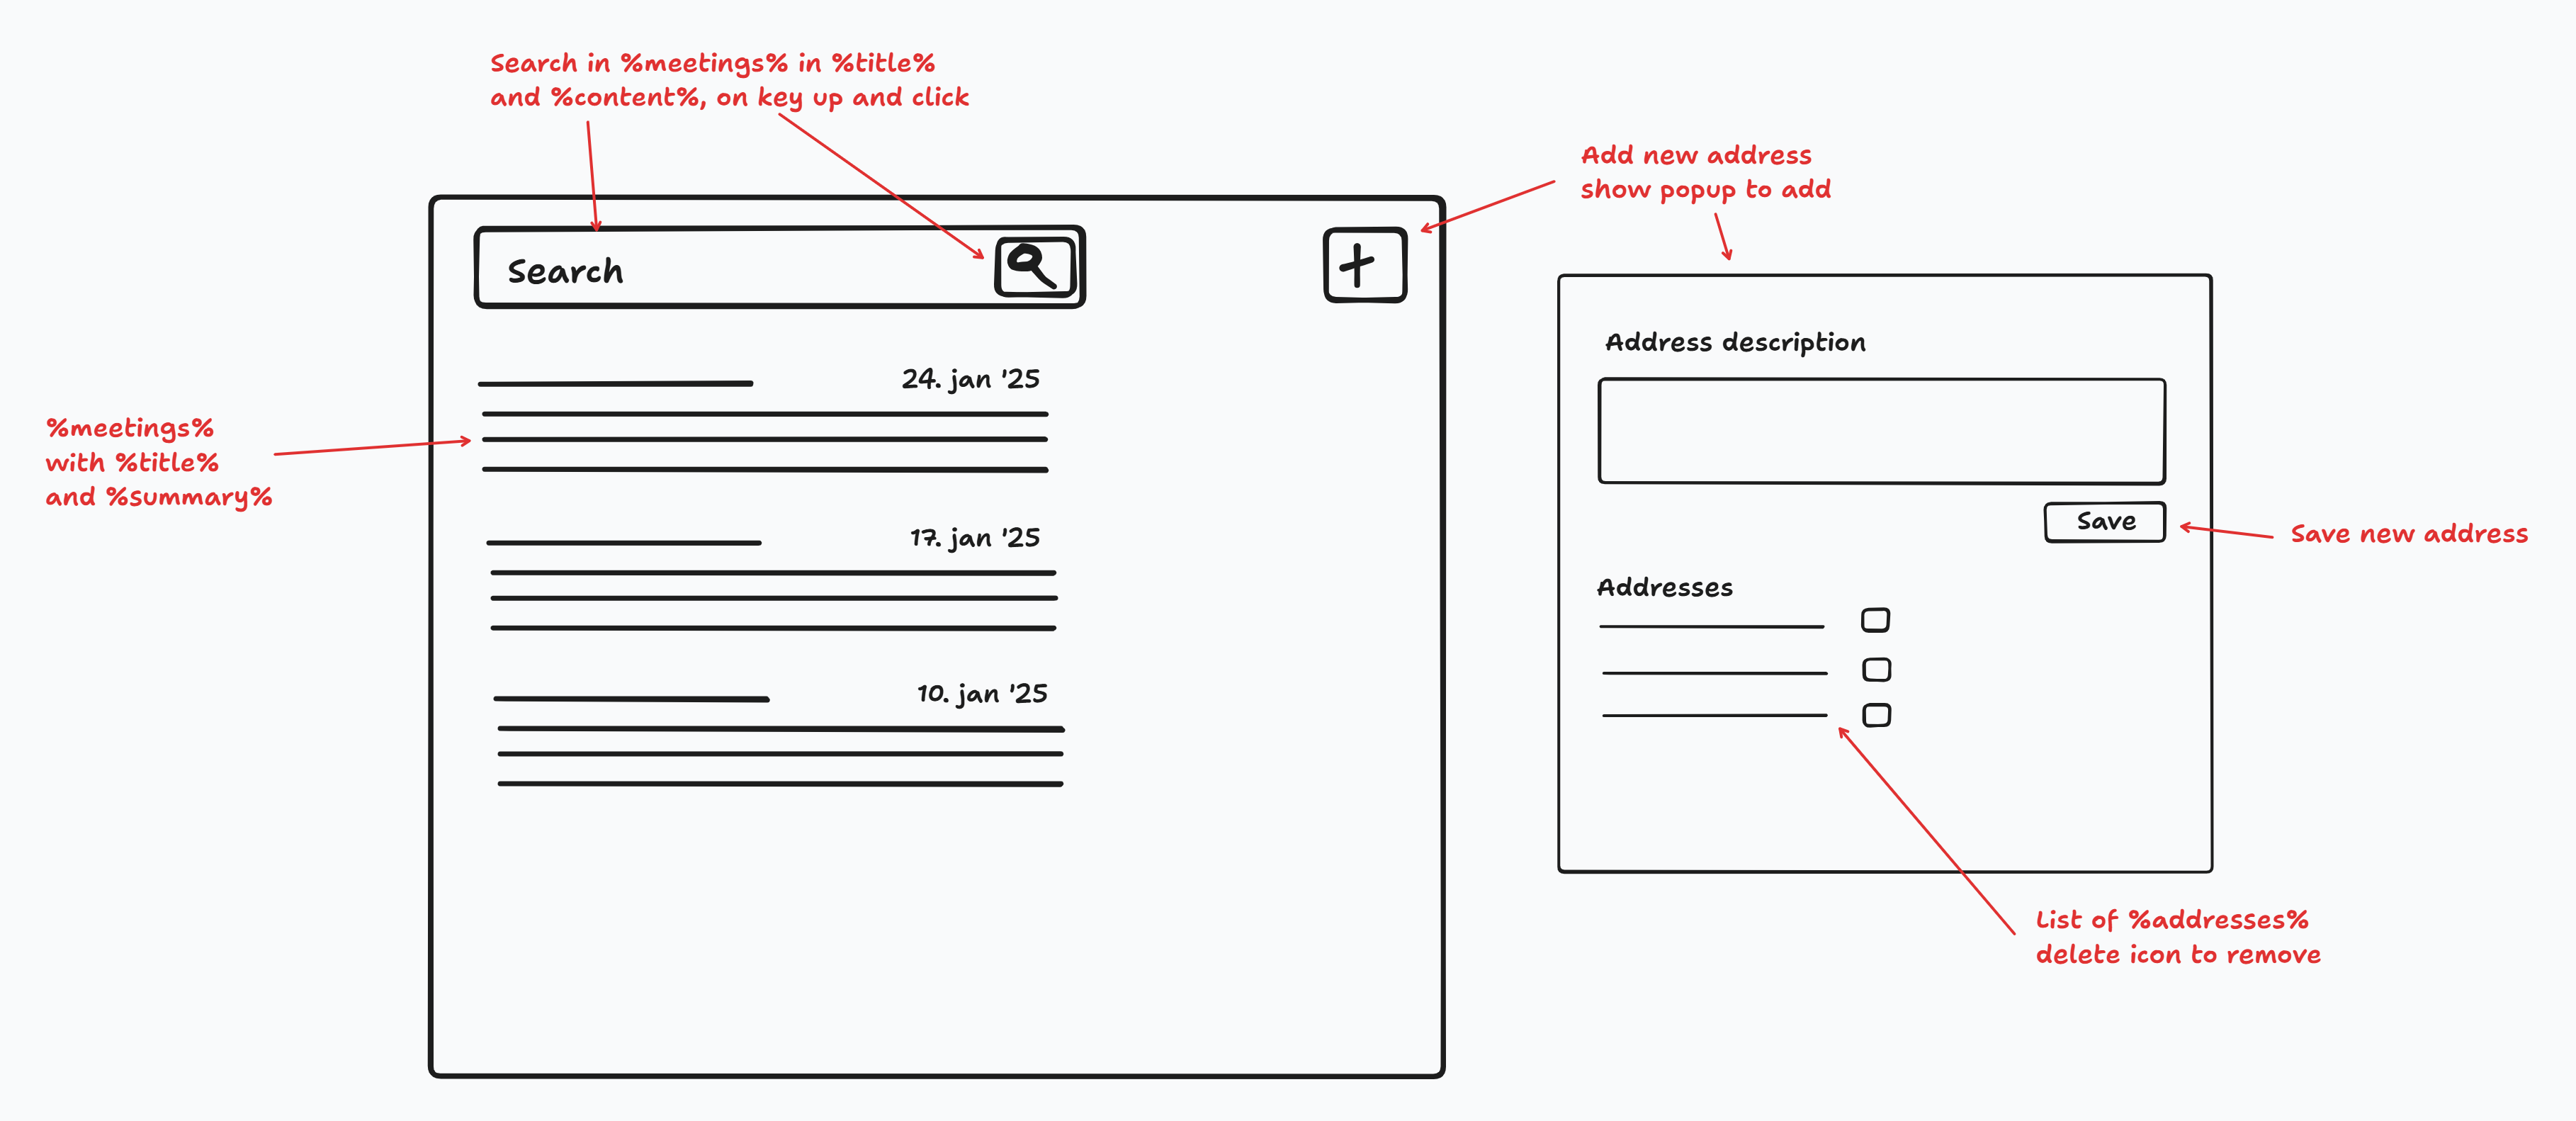 Search in %meetings% in %title%
and %content%, on key up and click
Add new address
show popup to add
Search
Address description
24. jan '25
%meetings%
with %title%
and %summary%
Save
Save new address
17. jan '25
Addresses
10. jan '25
List of %addresses%
delete icon to remove